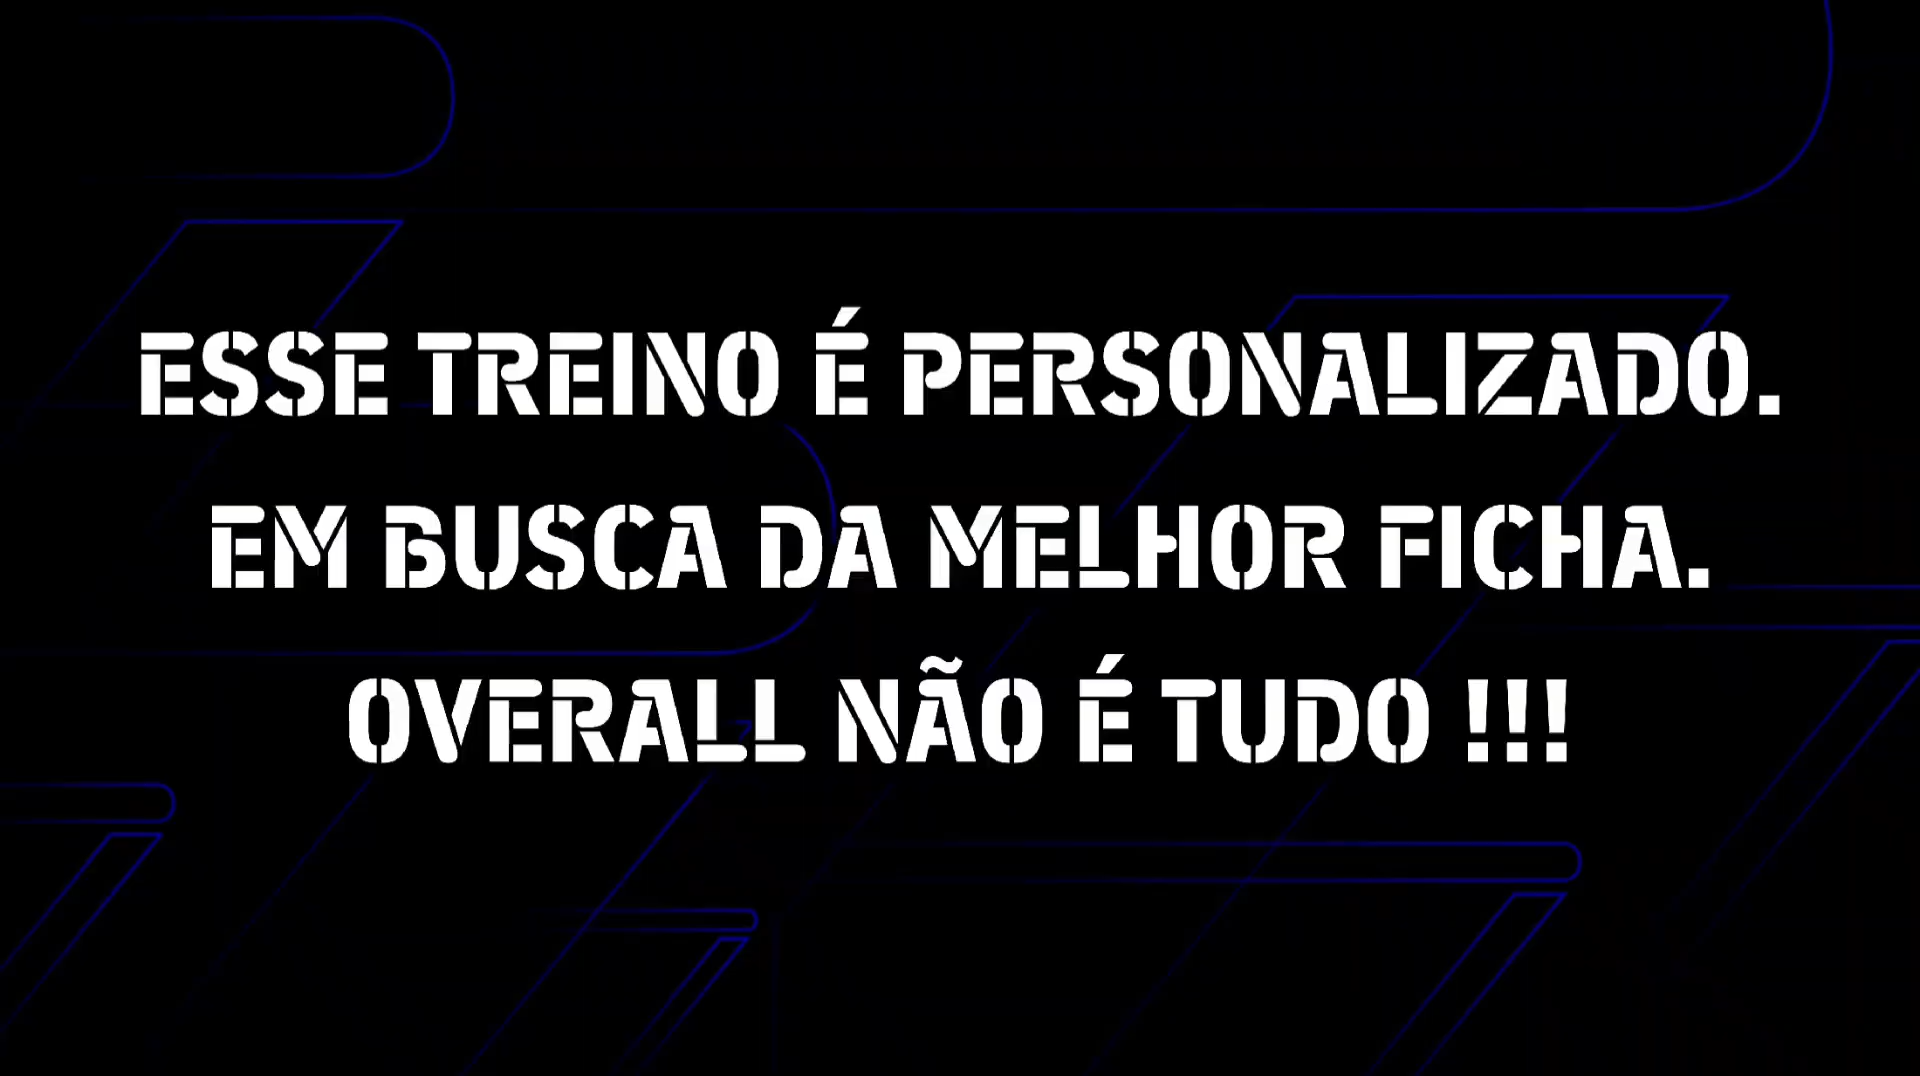 ESSE TREINO É PERSONALIZADO.
EM BUSCA DA MELHOR FICHA.
OVERALL NÃO É TUDO !!!